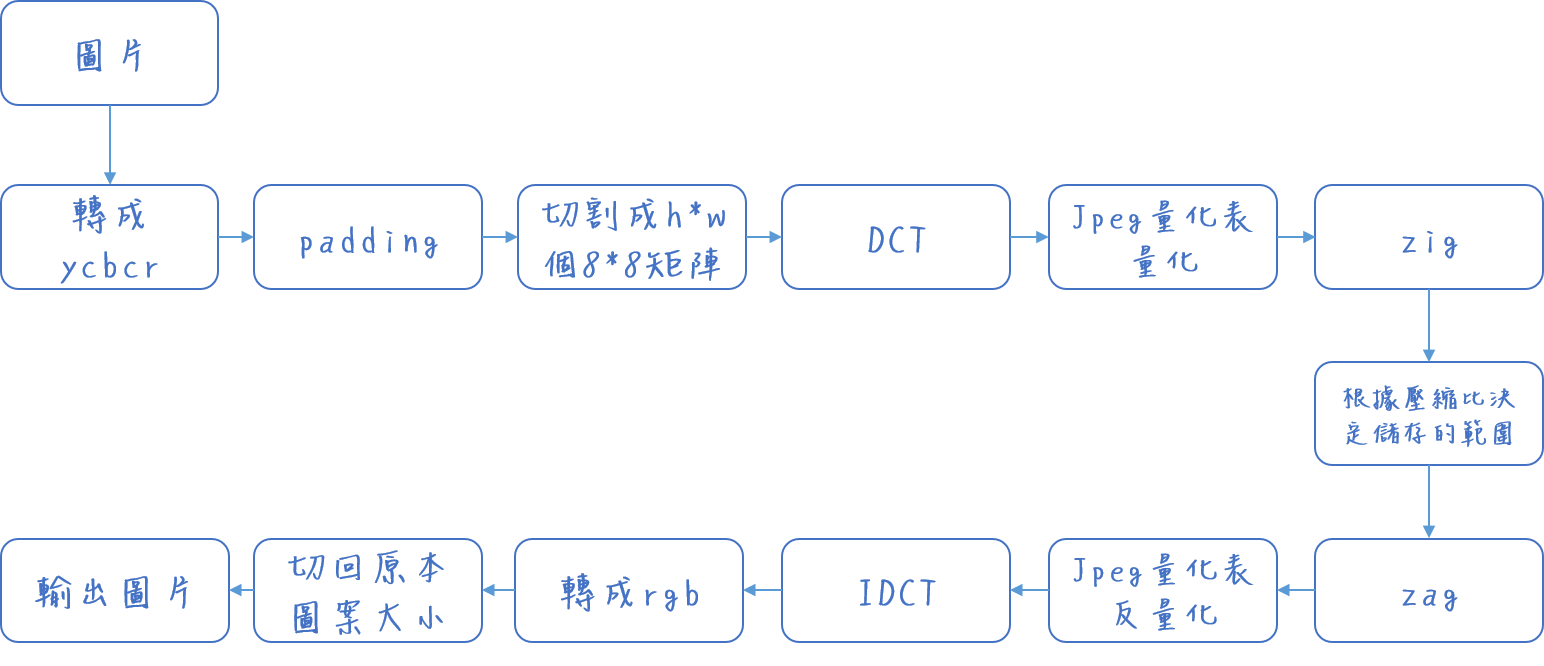 圖片
轉成
ycbcr
padding
切割成h*w
個8*8矩陣
DCT
Jpeg量化表
量化
zig
根據壓縮比決
定儲存的範圍
zag
Jpeg量化表
反量化
IDCT
轉成rgb
切回原本
圖案大小
輸出圖片